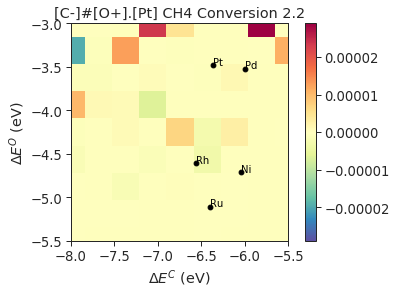 [C-]#[O+].[Pt] CH4 Conversion 2.2
−3.0
−3.5
−4.0
−4.5
−5.0
−5.5
ΔE^O (eV)
Pt
Pd
Rh
Ni
Ru
−8.0 −7.5 −7.0 −6.5 −6.0 −5.5
ΔE^C (eV)
0.00002
0.00001
0.00000
−0.00001
−0.00002